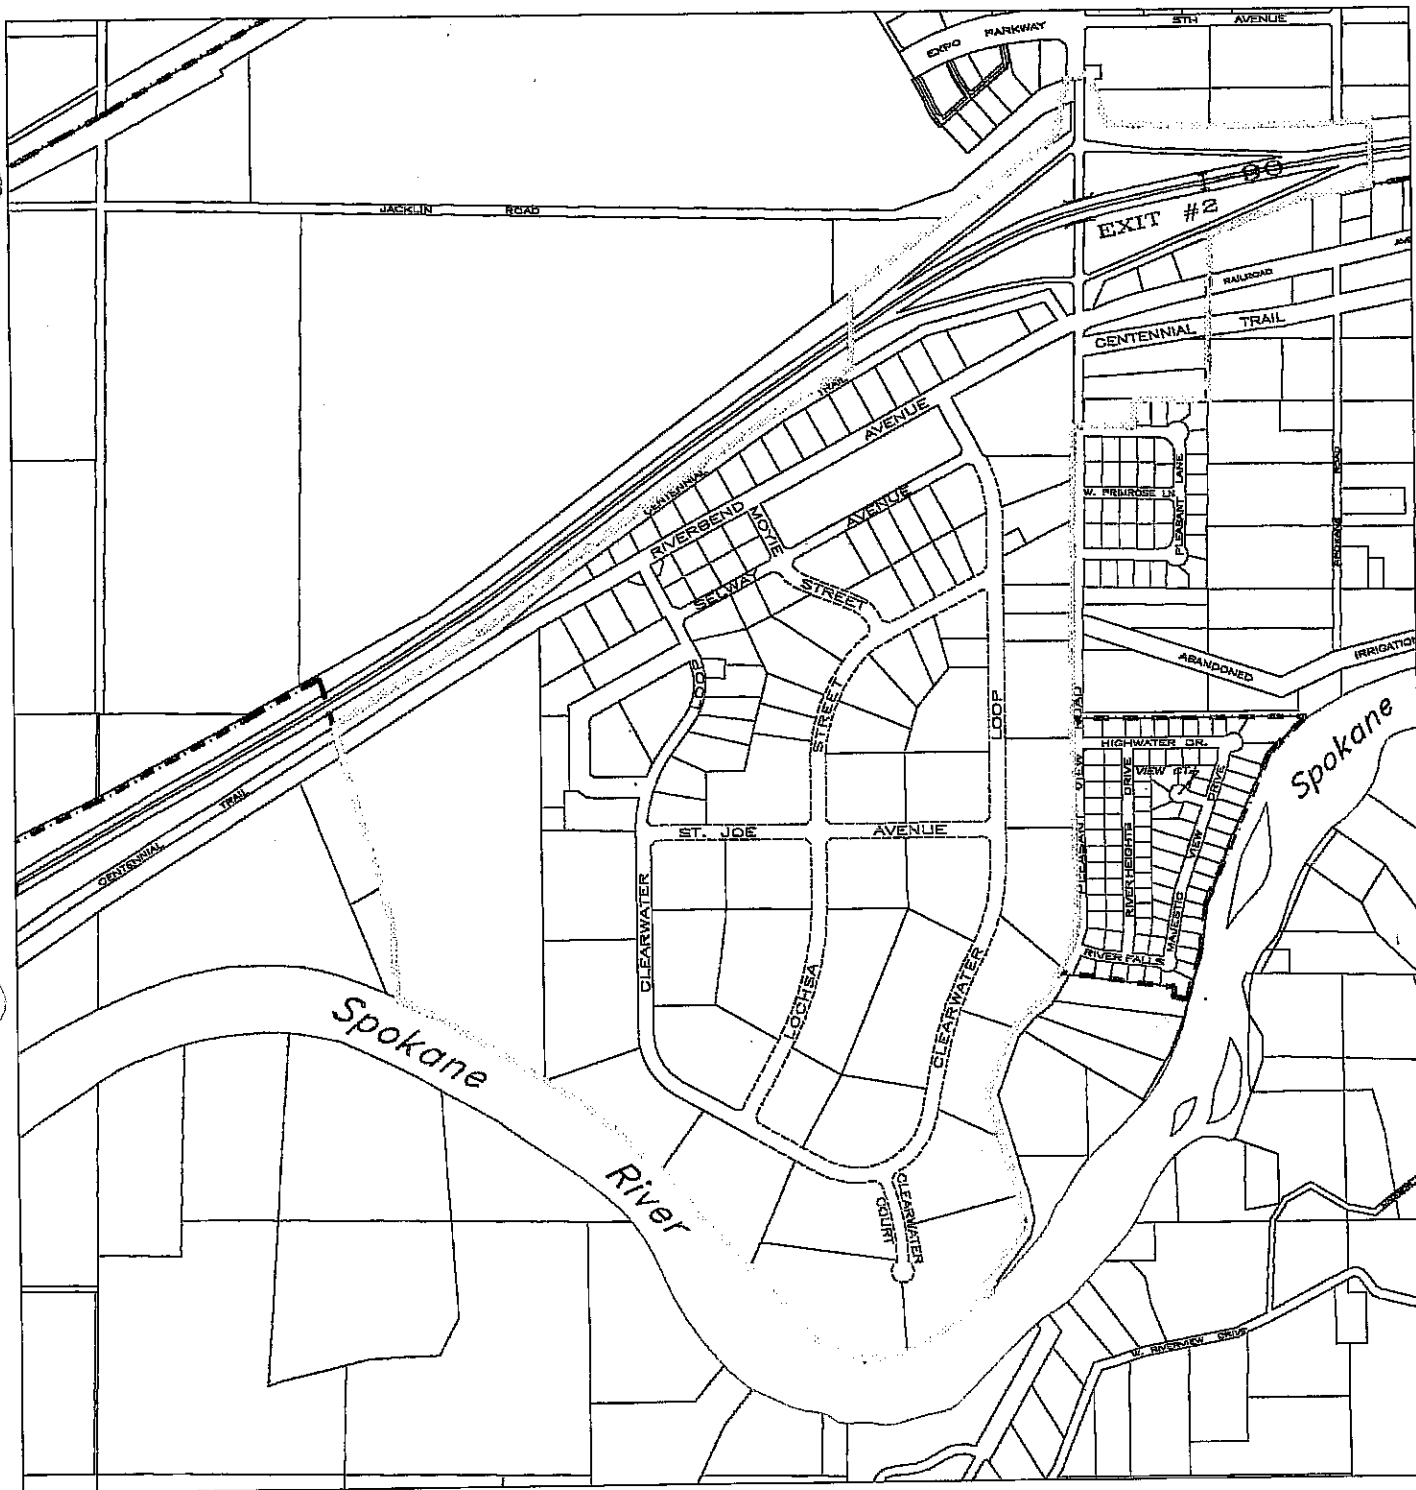 5TH AVENUE
EXPO PARKWAY
JACKLIN ROAD
I-90
EXIT #2
RAILROAD
CENTENNIAL TRAIL
TRAIL
AVENUE
CENTENNIAL
RIVERBEND
MOYIE
AVENUE
W. PRIMROSE LN.
PLEASANT LANE
SPOKANE ROAD
SELWAY
STREET
ABANDONED IRRIGATION
LOOP
STREET
LOOP
ROAD
HIGHWATER DR.
VIEW CT.
DRIVE
DRIVE
Spokane
VIEW
PLEASANT VIEW
RIVER HEIGHTS
MAJESTIC
TRAIL
CENTENNIAL
ST. JOE AVENUE
CLEARWATER
RIVER FALLS
LOCHSA
CLEARWATER
Spokane
River
CLEARWATER
COURT
W. RIVERVIEW DRIVE